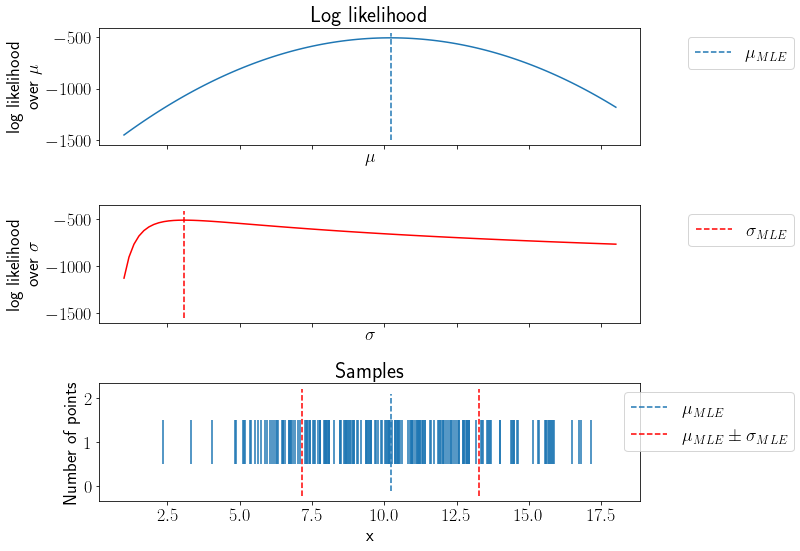 Log likelihood
log likelihood
over μ
−500
−1000
−1500
μ
μ_MLE
log likelihood
over σ
−500
−1000
−1500
σ
σ_MLE
Samples
Number of points
2
1
0
2.5 5.0 7.5 10.0 12.5 15.0 17.5
x
μ_MLE
μ_MLE ± σ_MLE